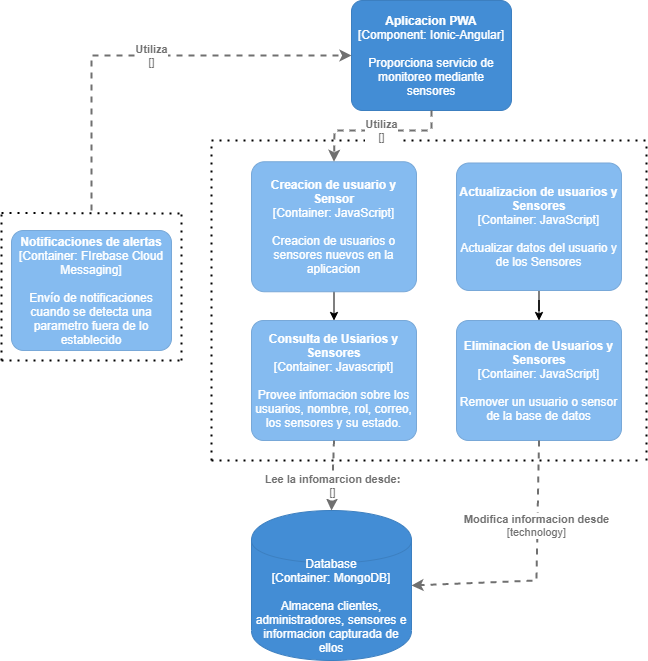 Aplicacion PWA
[Component: Ionic-Angular]
Proporciona servicio de
monitoreo mediante
sensores
Utiliza
[]
Utiliza
[]
Creacion de usuario y
Sensor
[Container: JavaScript]
Creacion de usuarios o
sensores nuevos en la
aplicacion
Actualizacion de usuarios y
Sensores
[Container: JavaScript]
Actualizar datos del usuario y
de los Sensores
Notificaciones de alertas
[Container: FIrebase Cloud
Messaging]
Envío de notificaciones
cuando se detecta una
parametro fuera de lo
establecido
Consulta de Usiarios y
Sensores
[Container: Javascript]
Provee infomacion sobre los
usuarios, nombre, rol, correo,
los sensores y su estado.
Eliminacion de Usuarios y
Sensores
[Container: JavaScript]
Remover un usuario o sensor
de la base de datos
Lee la infomarcion desde:
[]
Modifica informacion desde
[technology]
Database
[Container: MongoDB]
Almacena clientes,
administradores, sensores e
informacion capturada de
ellos